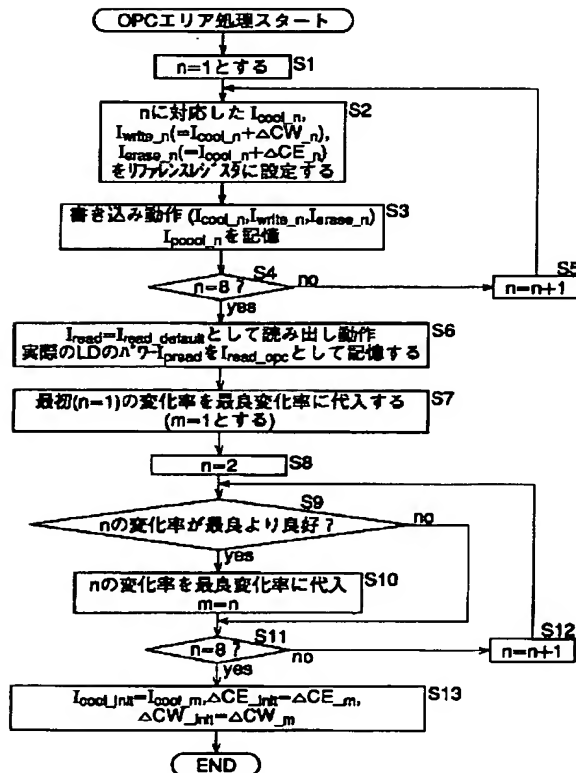 OPCエリア処理スタート
n=1とする S1
nに対応した Icool_n, S2
Iwrite_n(=Icool_n+△CW_n),
Ierase_n(=Icool_n+△CE_n)
をリファレンスレジスタに設定する
書き込み動作 (Icool_n,Iwrite_n,Ierase_n) S3
Ipcool_nを記憶
S4
n=8？ no
S5
n=n+1
yes
Iread=Iread_defaultとして読み出し動作 S6
実際のLDのパワーIpreadをIread_opcとして記憶する
最初(n=1)の変化率を最良変化率に代入する S7
(m=1とする)
n=2 S8
S9
nの変化率が最良より良好？ no
yes
nの変化率を最良変化率に代入 S10
m=n
S11
n=8？ no
S12
n=n+1
yes
Icool_init=Icool_m,△CE_init=△CE_m, S13
△CW_init=△CW_m
END